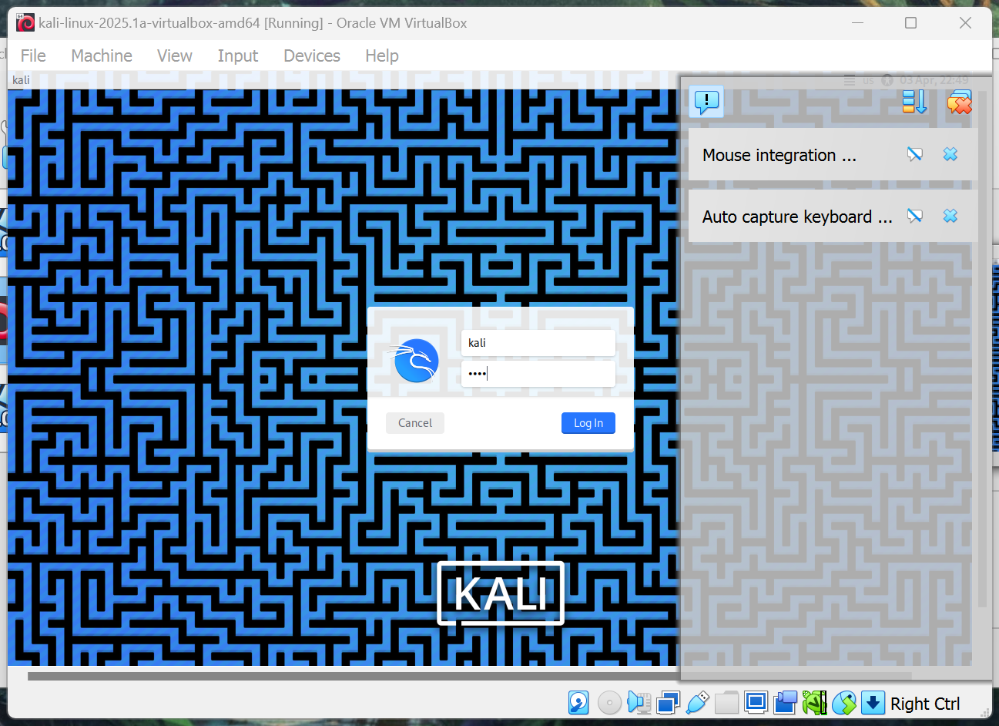 kali-linux-2025.1a-virtualbox-amd64 [Running] - Oracle VM VirtualBox
File Machine View Input Devices Help
kali us 03 Apr, 22:49
Mouse integration ...
Auto capture keyboard ...
kali
••••
Cancel Log In
KALI
Right Ctrl